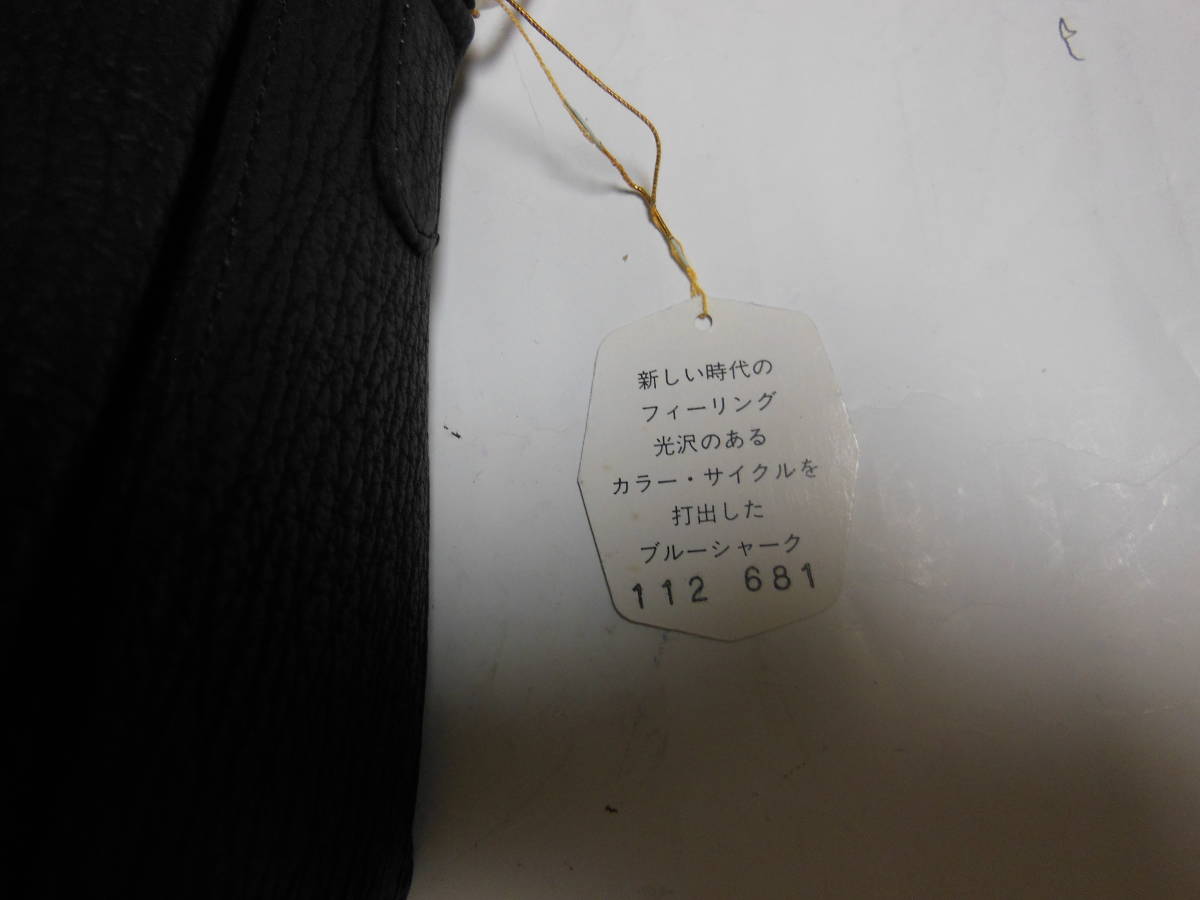 新しい時代の
フィーリング
光沢のある
カラー・サイクルを
打出した
ブルーシャーク
112 681